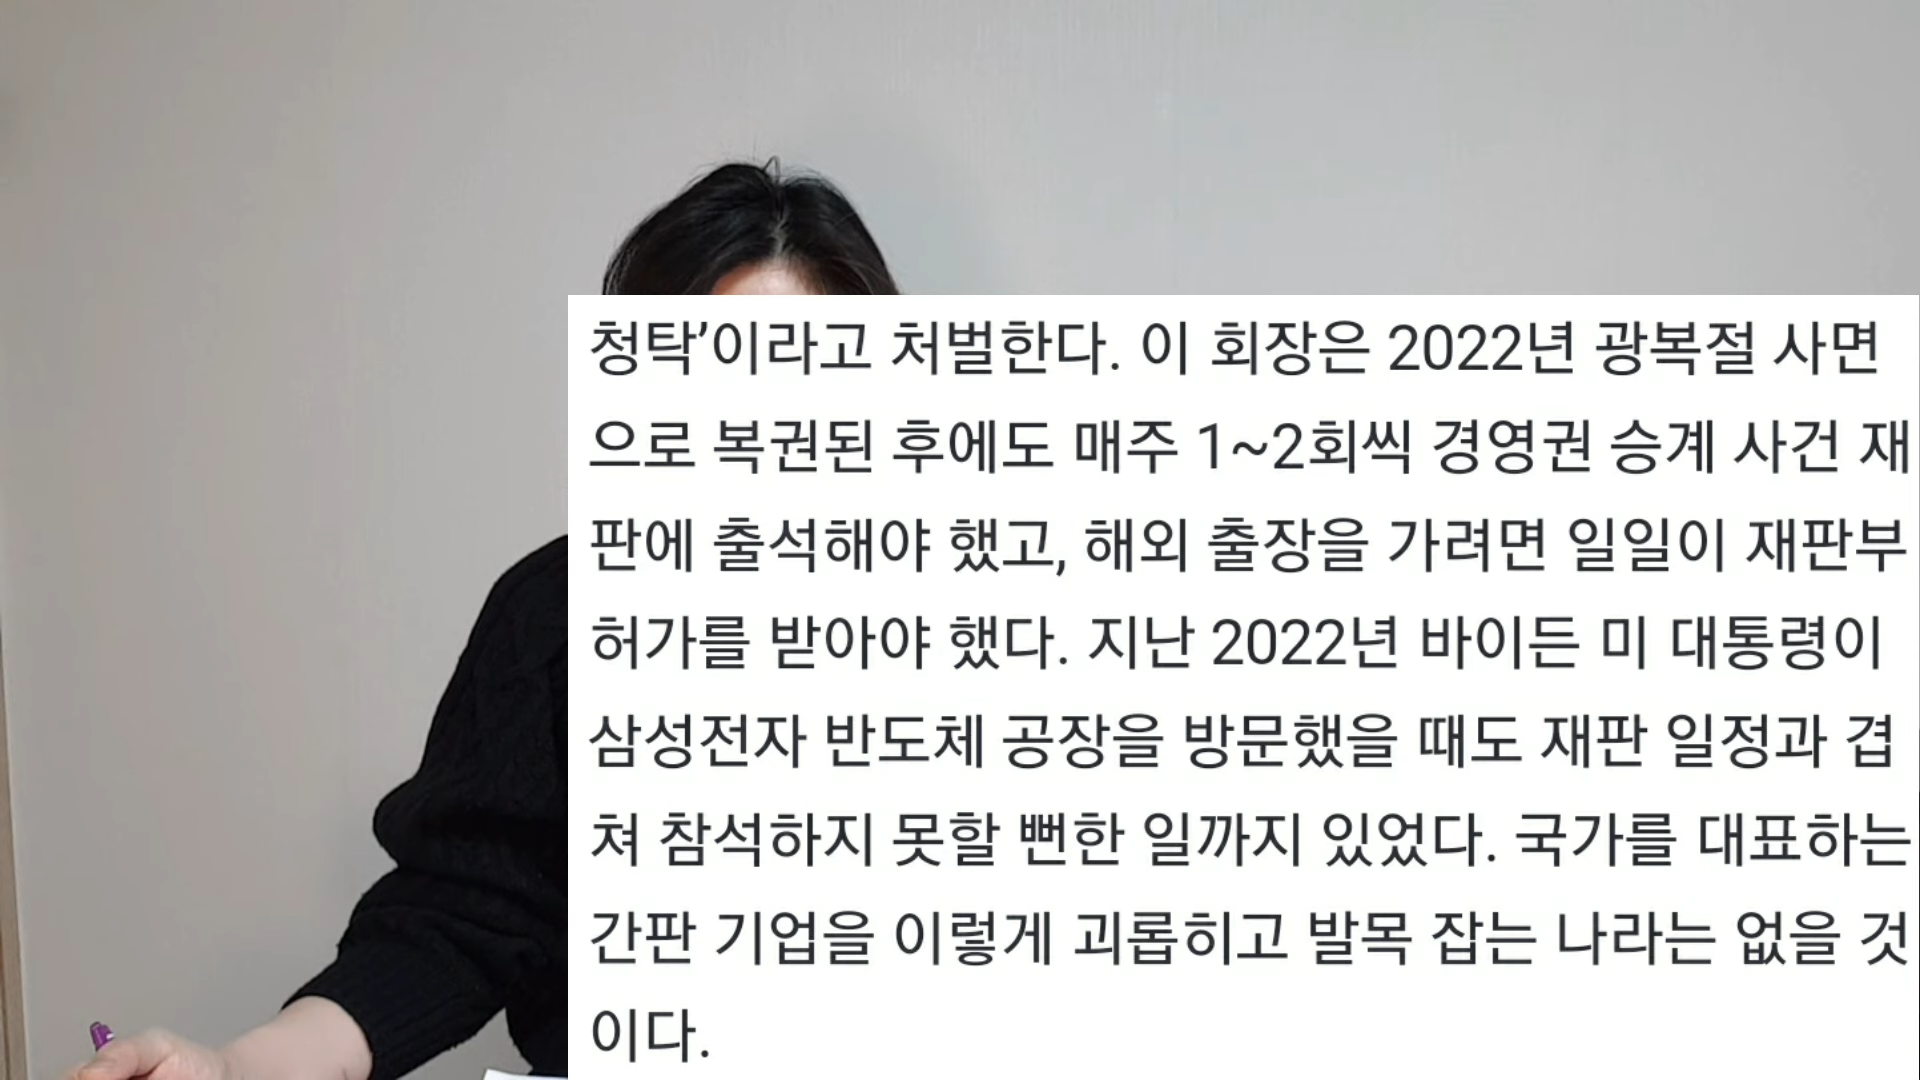 청탁’이라고 처벌한다. 이 회장은 2022년 광복절 사면
으로 복권된 후에도 매주 1~2회씩 경영권 승계 사건 재
판에 출석해야 했고, 해외 출장을 가려면 일일이 재판부
허가를 받아야 했다. 지난 2022년 바이든 미 대통령이
삼성전자 반도체 공장을 방문했을 때도 재판 일정과 겹
쳐 참석하지 못할 뻔한 일까지 있었다. 국가를 대표하는
간판 기업을 이렇게 괴롭히고 발목 잡는 나라는 없을 것
이다.